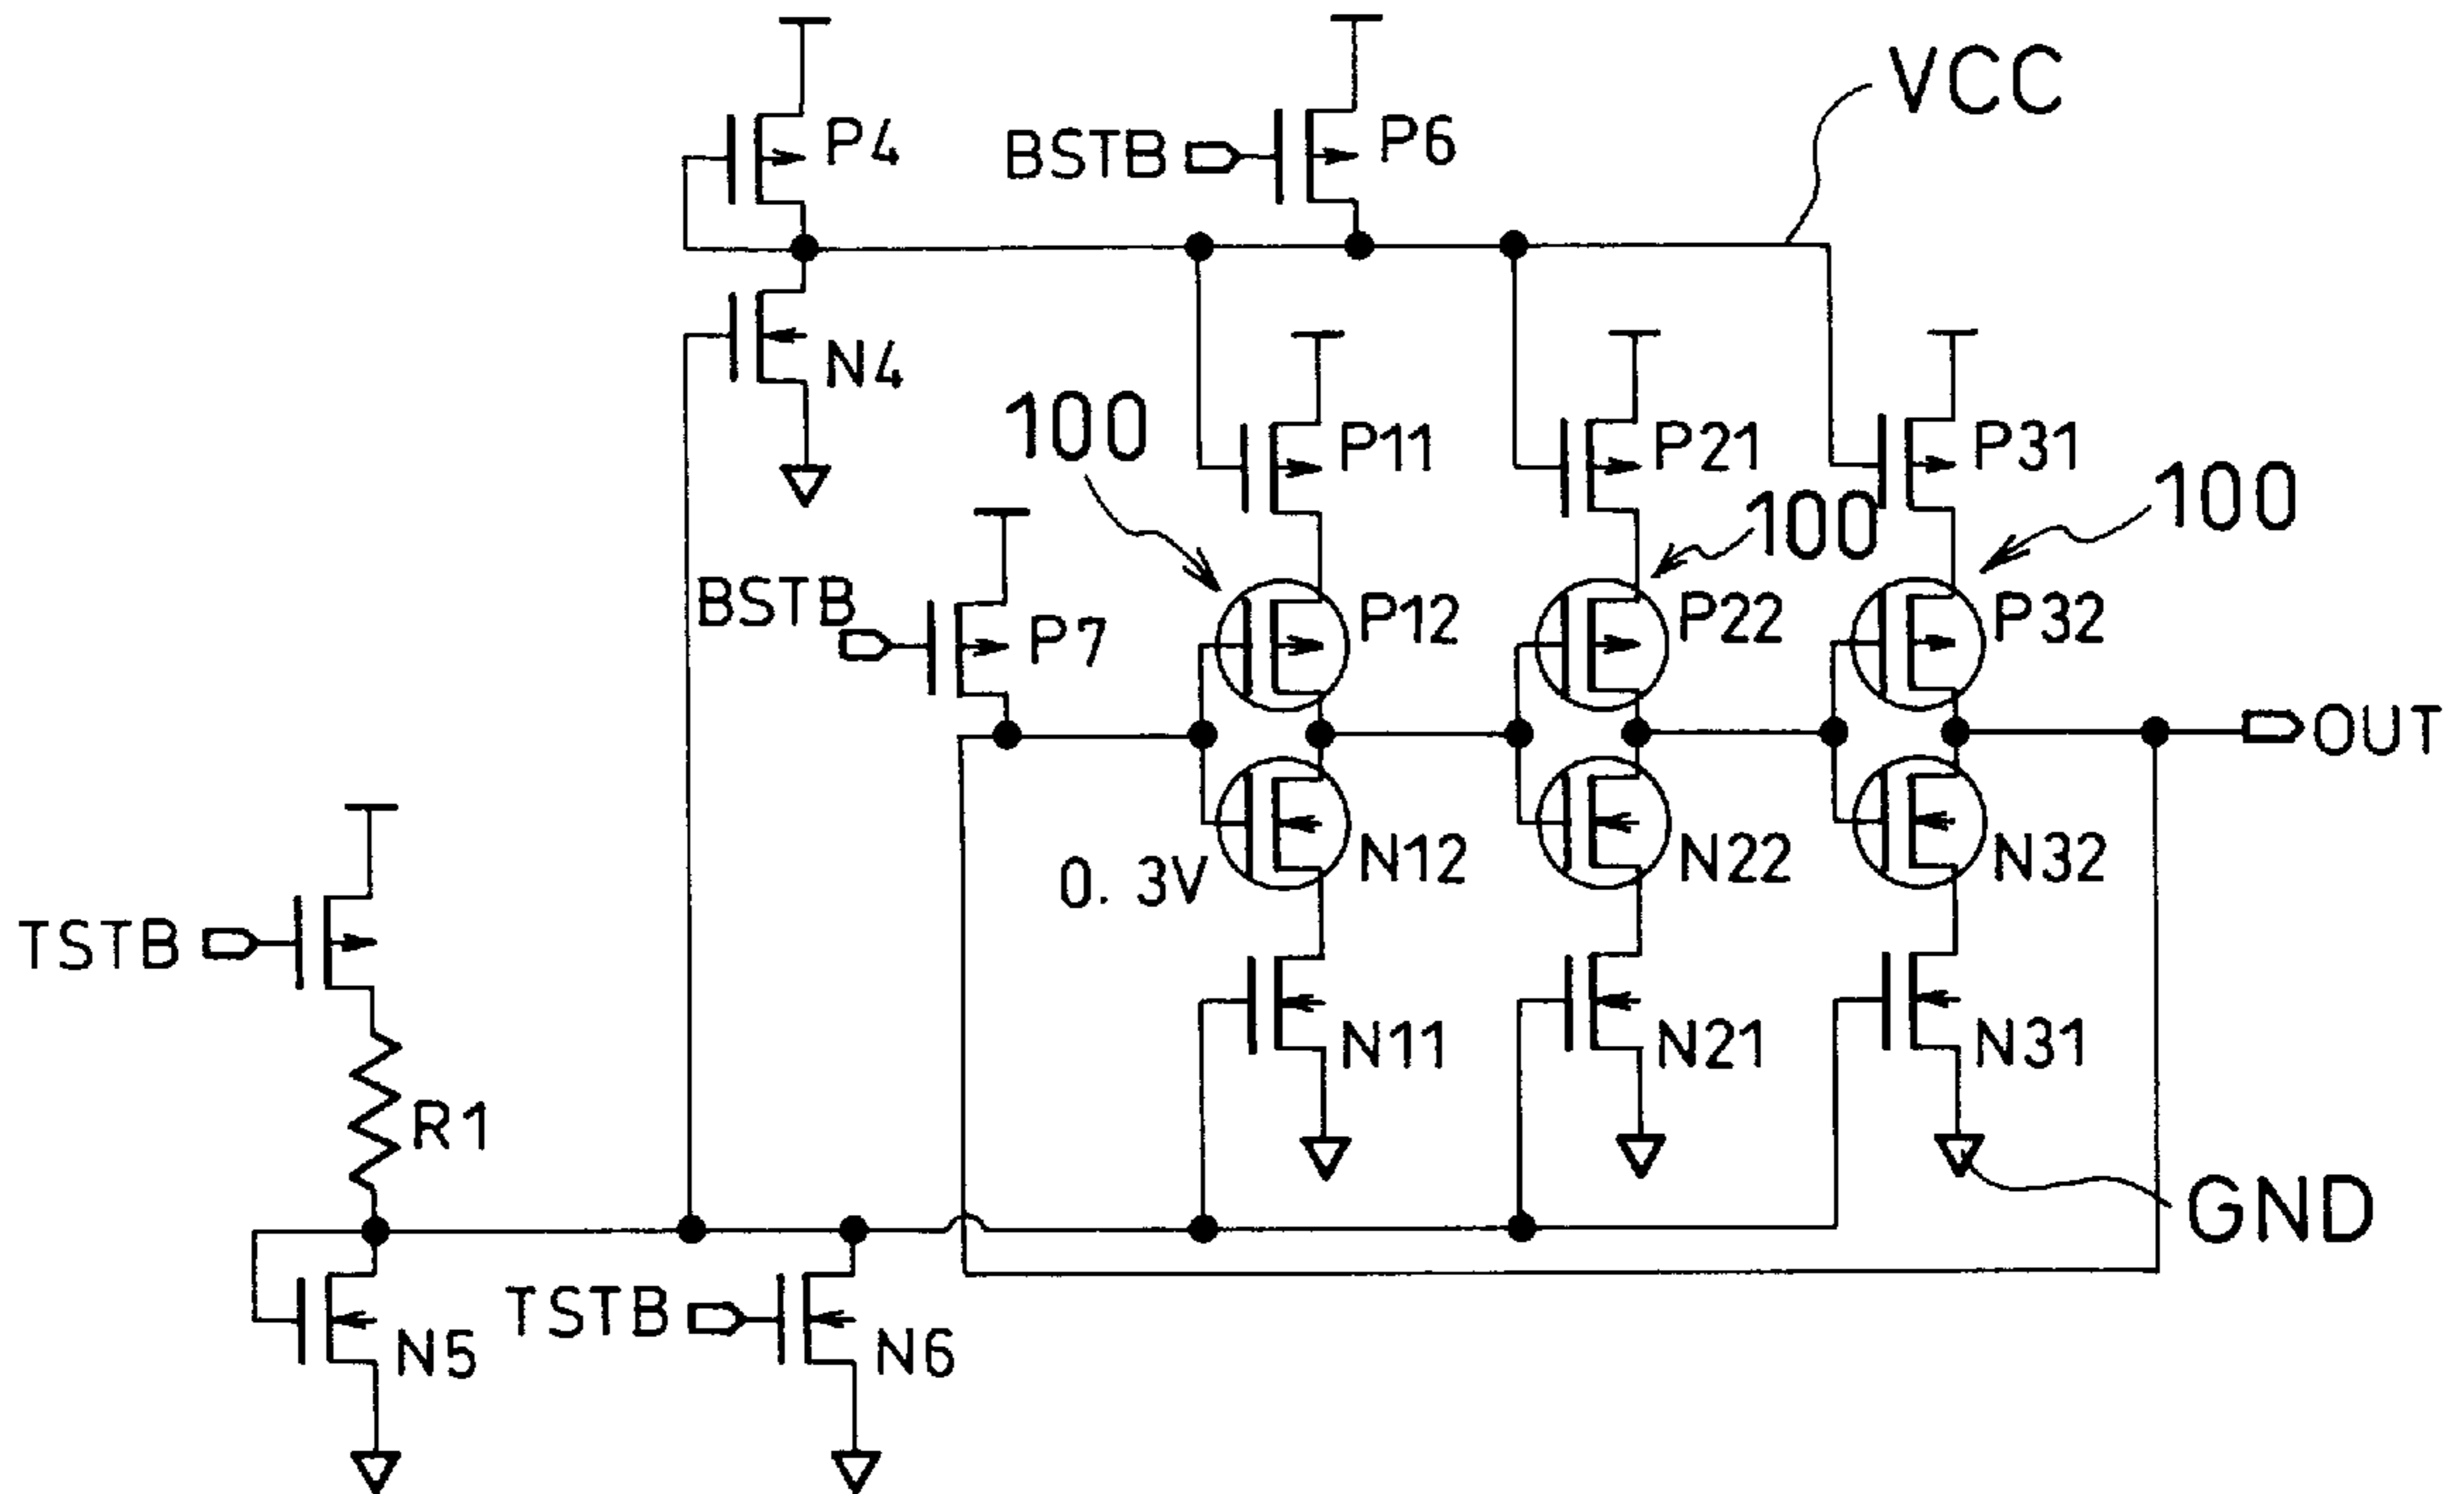 VCC
P4
BSTB
P6
N4
100
P11
P21
P31
100
100
BSTB
P7
P12
P22
P32
OUT
0.3V
N12
N22
N32
TSTB
N11
N21
N31
R1
GND
TSTB
N5
N6